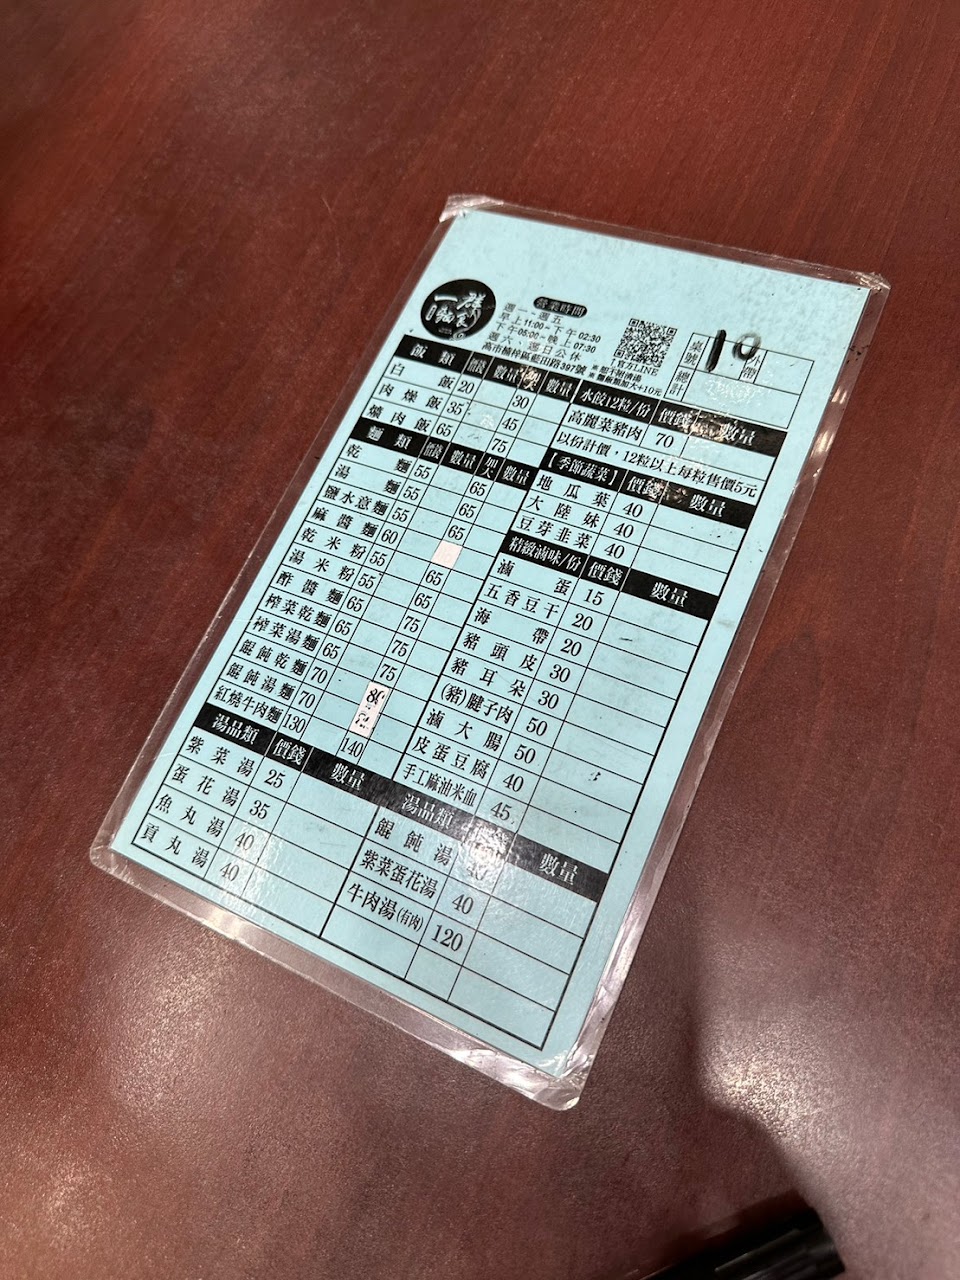 營業時間
週一-週五
早上11:00~下午02:30
下午05:00~晚上07:30
週六、週日公休
高市楠梓區藍田路397號
官方LINE
桌號 10
總計
飯類 數量 數量
白飯 20 30
肉燥飯 35 45
爌肉飯 65 75
麵類 數量 加大 數量
乾麵 55 65
湯麵 55 65
鹽水意麵 55 65
麻醬麵 60
乾米粉 55 65
湯米粉 55 65
酢醬麵 65 75
榨菜乾麵 65 75
榨菜湯麵 65
餛飩乾麵 70 80
餛飩湯麵 70
紅燒牛肉麵 130 140
湯品類 價錢 數量
紫菜湯 25
蛋花湯 35
魚丸湯 40
貢丸湯 40
水餃12粒/份 價錢 數量
高麗菜豬肉 70
以份計價，12粒以上每粒售價5元
【季節蔬菜】 價錢 數量
地瓜葉 40
大陸妹 40
豆芽韭菜 40
精緻滷味/份 價錢 數量
滷蛋 15
五香豆干 20
海帶 20
豬頭皮 30
豬耳朵 30
(豬)腱子肉 50
滷大腸 50
皮蛋豆腐 40
手工麻油米血 45
湯品類 數量
餛飩湯
紫菜蛋花湯 40
牛肉湯(有肉) 120